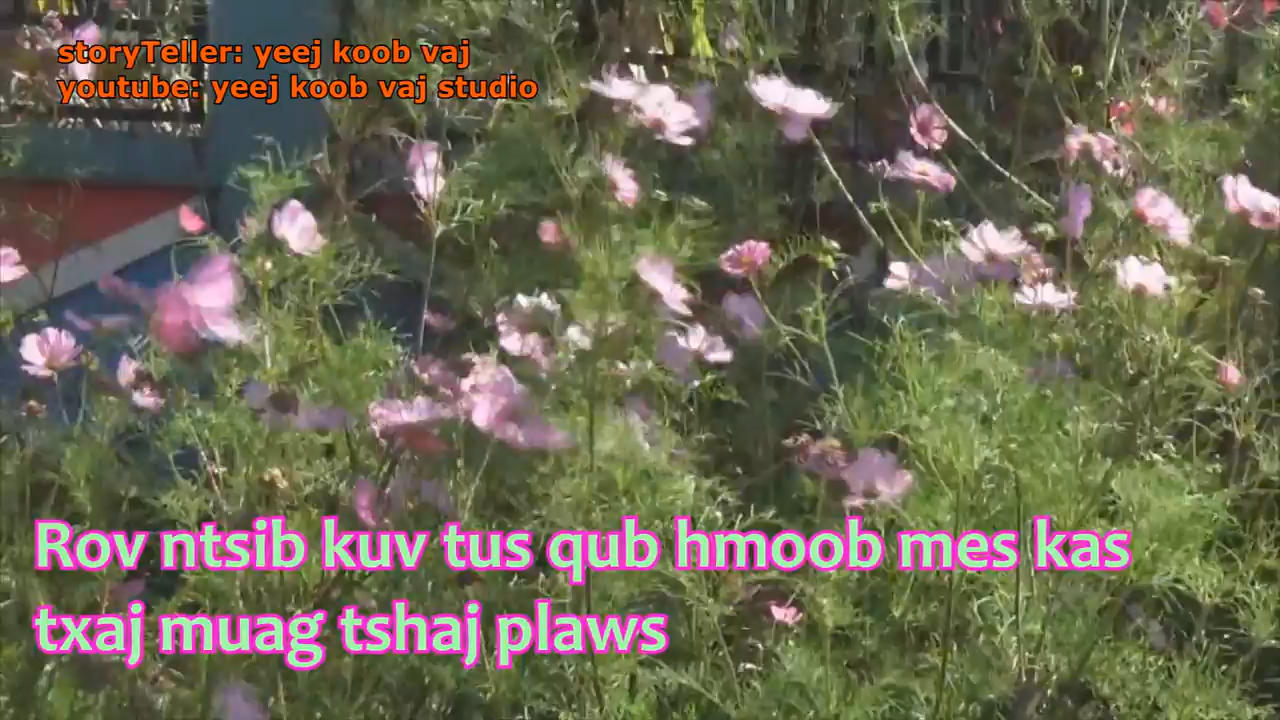 storyTeller: yeej koob vaj
youtube: yeej koob vaj studio
Rov ntsib kuv tus qub hmoob mes kas
txaj muag tshaj plaws